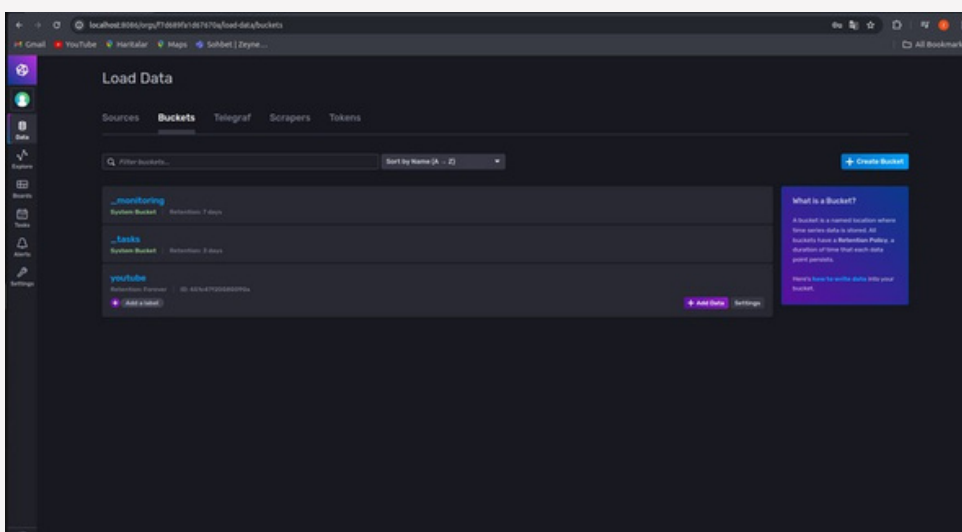 localhost:8086/orgs/f7d689fa1d67670a/load-data/buckets
Gmail YouTube Haritalar Maps Sohbet | Zeyne... All Bookmark
Load Data
Sources Buckets Telegraf Scrapers Tokens
Filter buckets... Sort by Name (A → Z) + Create Bucket
Data
Explore
Boards
Tasks
Alerts
Settings
_monitoring
System Bucket Retention: 7 days
_tasks
System Bucket Retention: 3 days
youtube
Retention: Forever ID:
Add a label + Add Data Settings
What is a Bucket?
A bucket is a named location where
time series data is stored. All
buckets have a Retention Policy, a
duration of time that each data
point persists.
Here's how to write data into your
bucket.